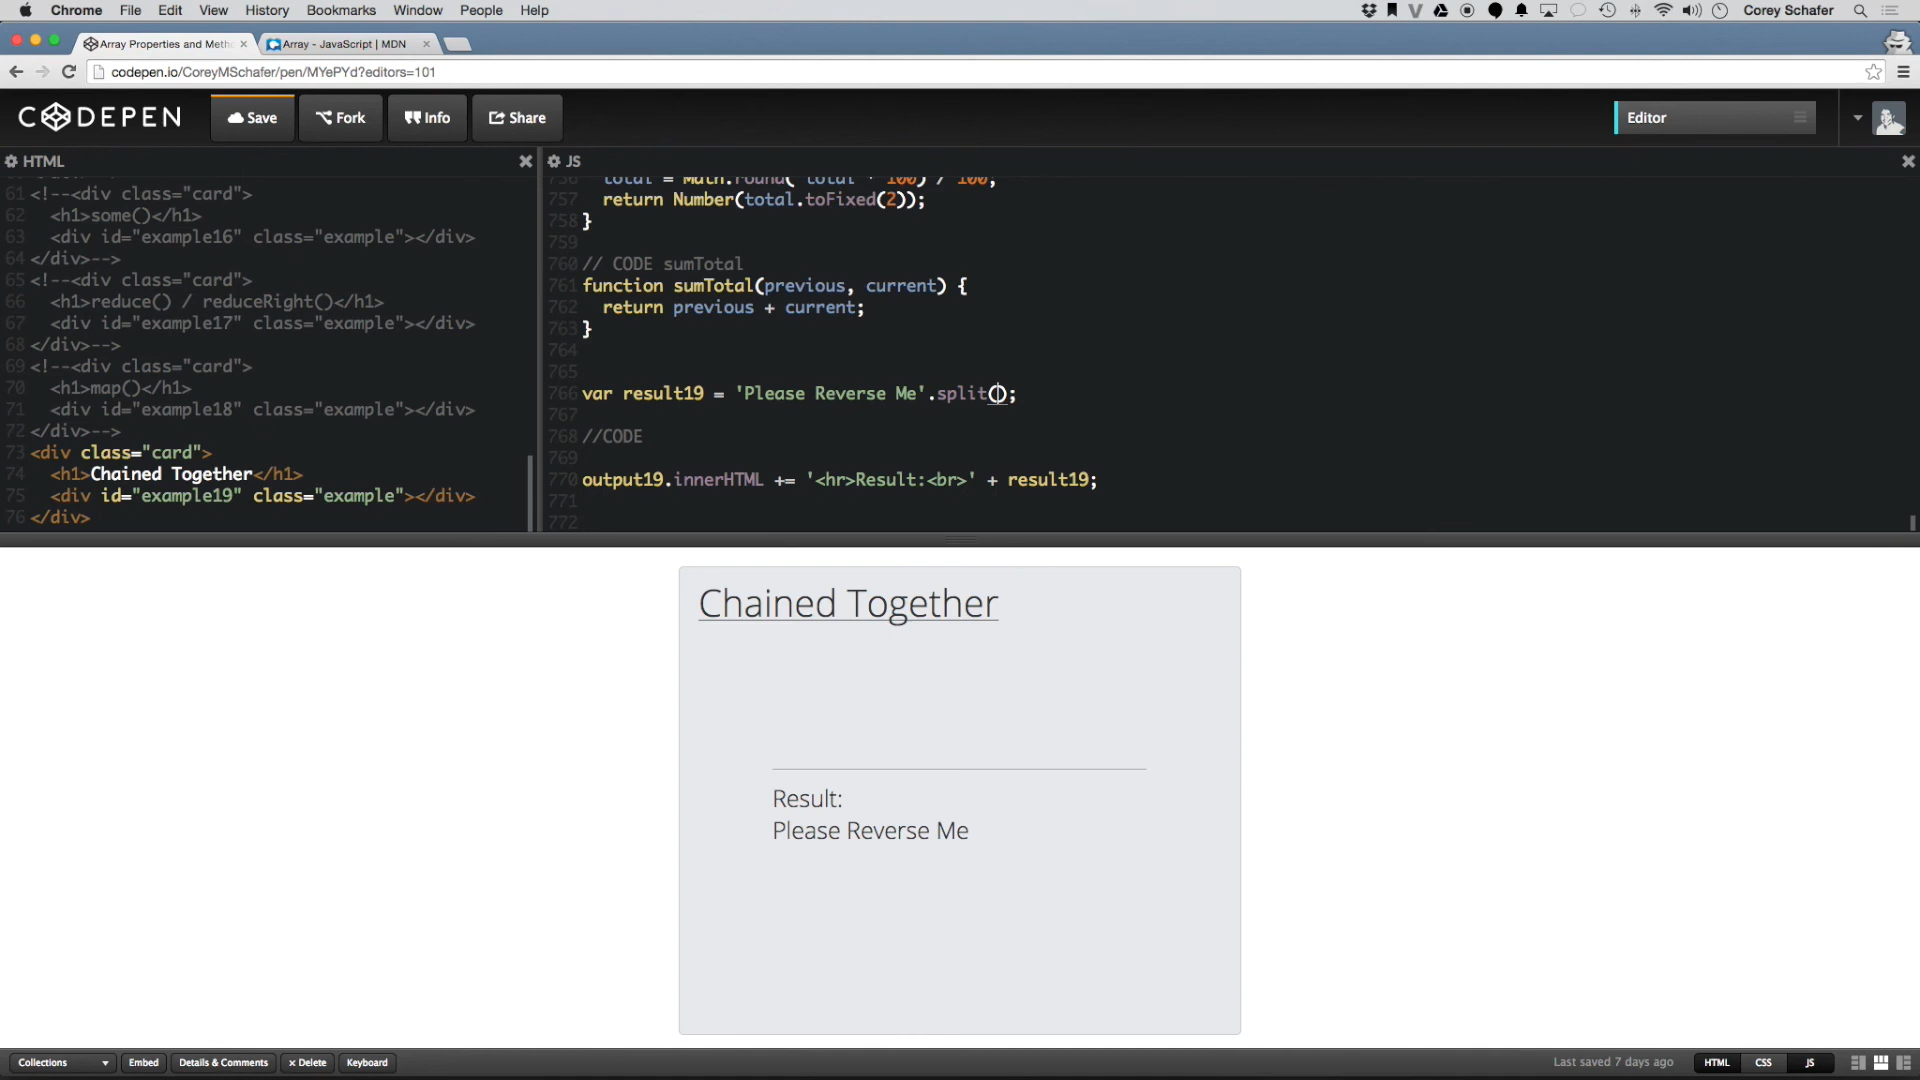 Chrome File Edit View History Bookmarks Window People Help Corey Schafer
Array Properties and Meth Array - JavaScript | MDN
codepen.io/CoreyMSchafer/pen/MYePYd?editors=101
CODEPEN Save Fork Info Share Editor
HTML
61 <!--<div class="card">
62 <h1>some()</h1>
63 <div id="example16" class="example"></div>
64 </div>-->
65 <!--<div class="card">
66 <h1>reduce() / reduceRight()</h1>
67 <div id="example17" class="example"></div>
68 </div>-->
69 <!--<div class="card">
70 <h1>map()</h1>
71 <div id="example18" class="example"></div>
72 </div>-->
73 <div class="card">
74 <h1>Chained Together</h1>
75 <div id="example19" class="example"></div>
76 </div>
JS
756 total = Math.round( total * 100) / 100;
757 return Number(total.toFixed(2));
758 }
759
760 // CODE sumTotal
761 function sumTotal(previous, current) {
762 return previous + current;
763 }
764
765
766 var result19 = 'Please Reverse Me'.split();
767
768 //CODE
769
770 output19.innerHTML += '<hr>Result:<br>' + result19;
771
772
Chained Together
Result:
Please Reverse Me
Collections Embed Details & Comments × Delete Keyboard Last saved 7 days ago HTML CSS JS